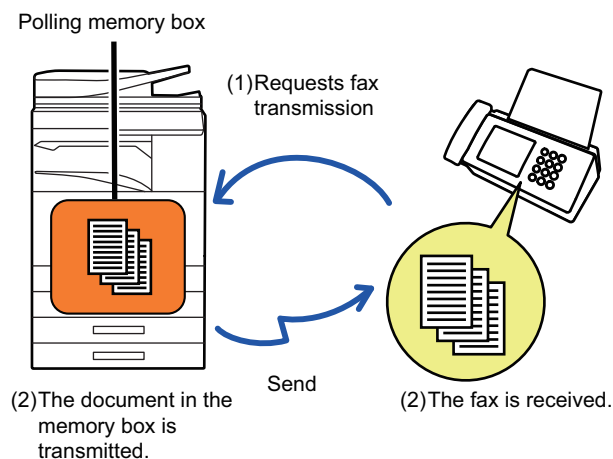 Polling memory box
(1)Requests fax
transmission
Send
(2)The document in the
memory box is
transmitted.
(2)The fax is received.